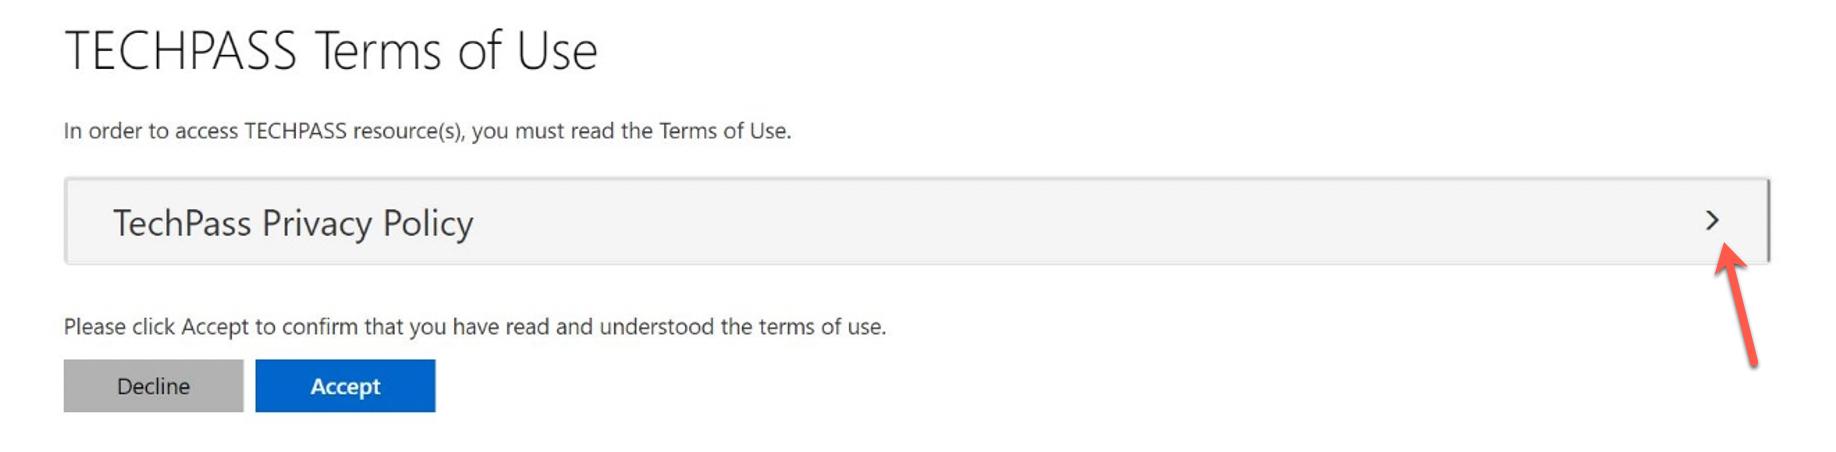 TECHPASS Terms of Use
In order to access TECHPASS resource(s), you must read the Terms of Use.
TechPass Privacy Policy
Please click Accept to confirm that you have read and understood the terms of use.
Decline Accept